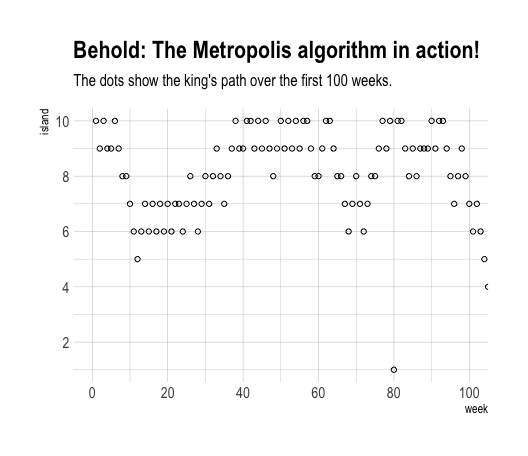 Behold: The Metropolis algorithm in action!
The dots show the king's path over the first 100 weeks.
island
10
8
6
4
2
0 20 40 60 80 100
week